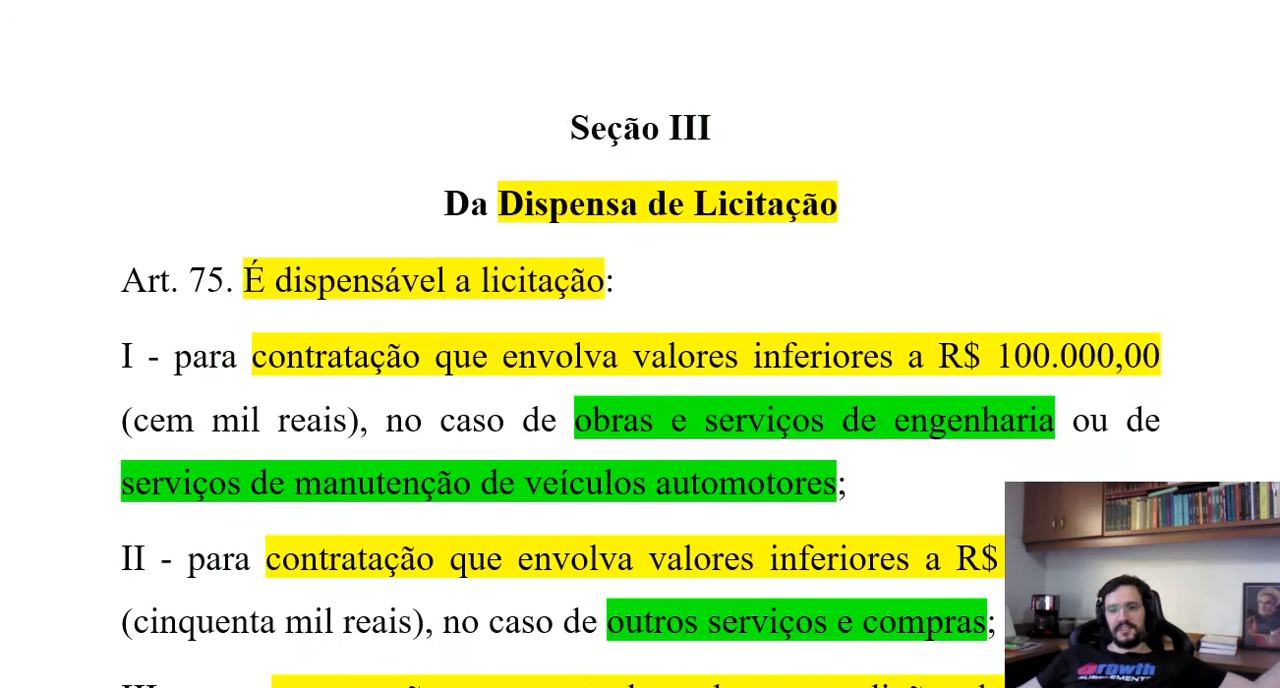 Seção III
Da Dispensa de Licitação
Art. 75. É dispensável a licitação:
I - para contratação que envolva valores inferiores a R$ 100.000,00
(cem mil reais), no caso de obras e serviços de engenharia ou de
serviços de manutenção de veículos automotores;
II - para contratação que envolva valores inferiores a R$
(cinquenta mil reais), no caso de outros serviços e compras;
Growth
SUPPLEMENTS